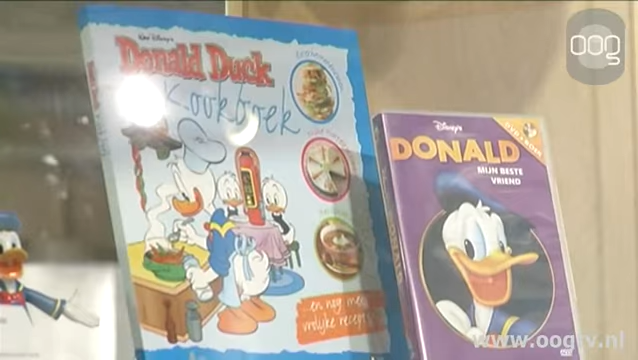 oog
Walt Disney's
Donald Duck
Kookboek
Disney's
DONALD
MIJN BESTE
VRIEND
...en nog meer
vrolijke recepten
www.oogtv.nl